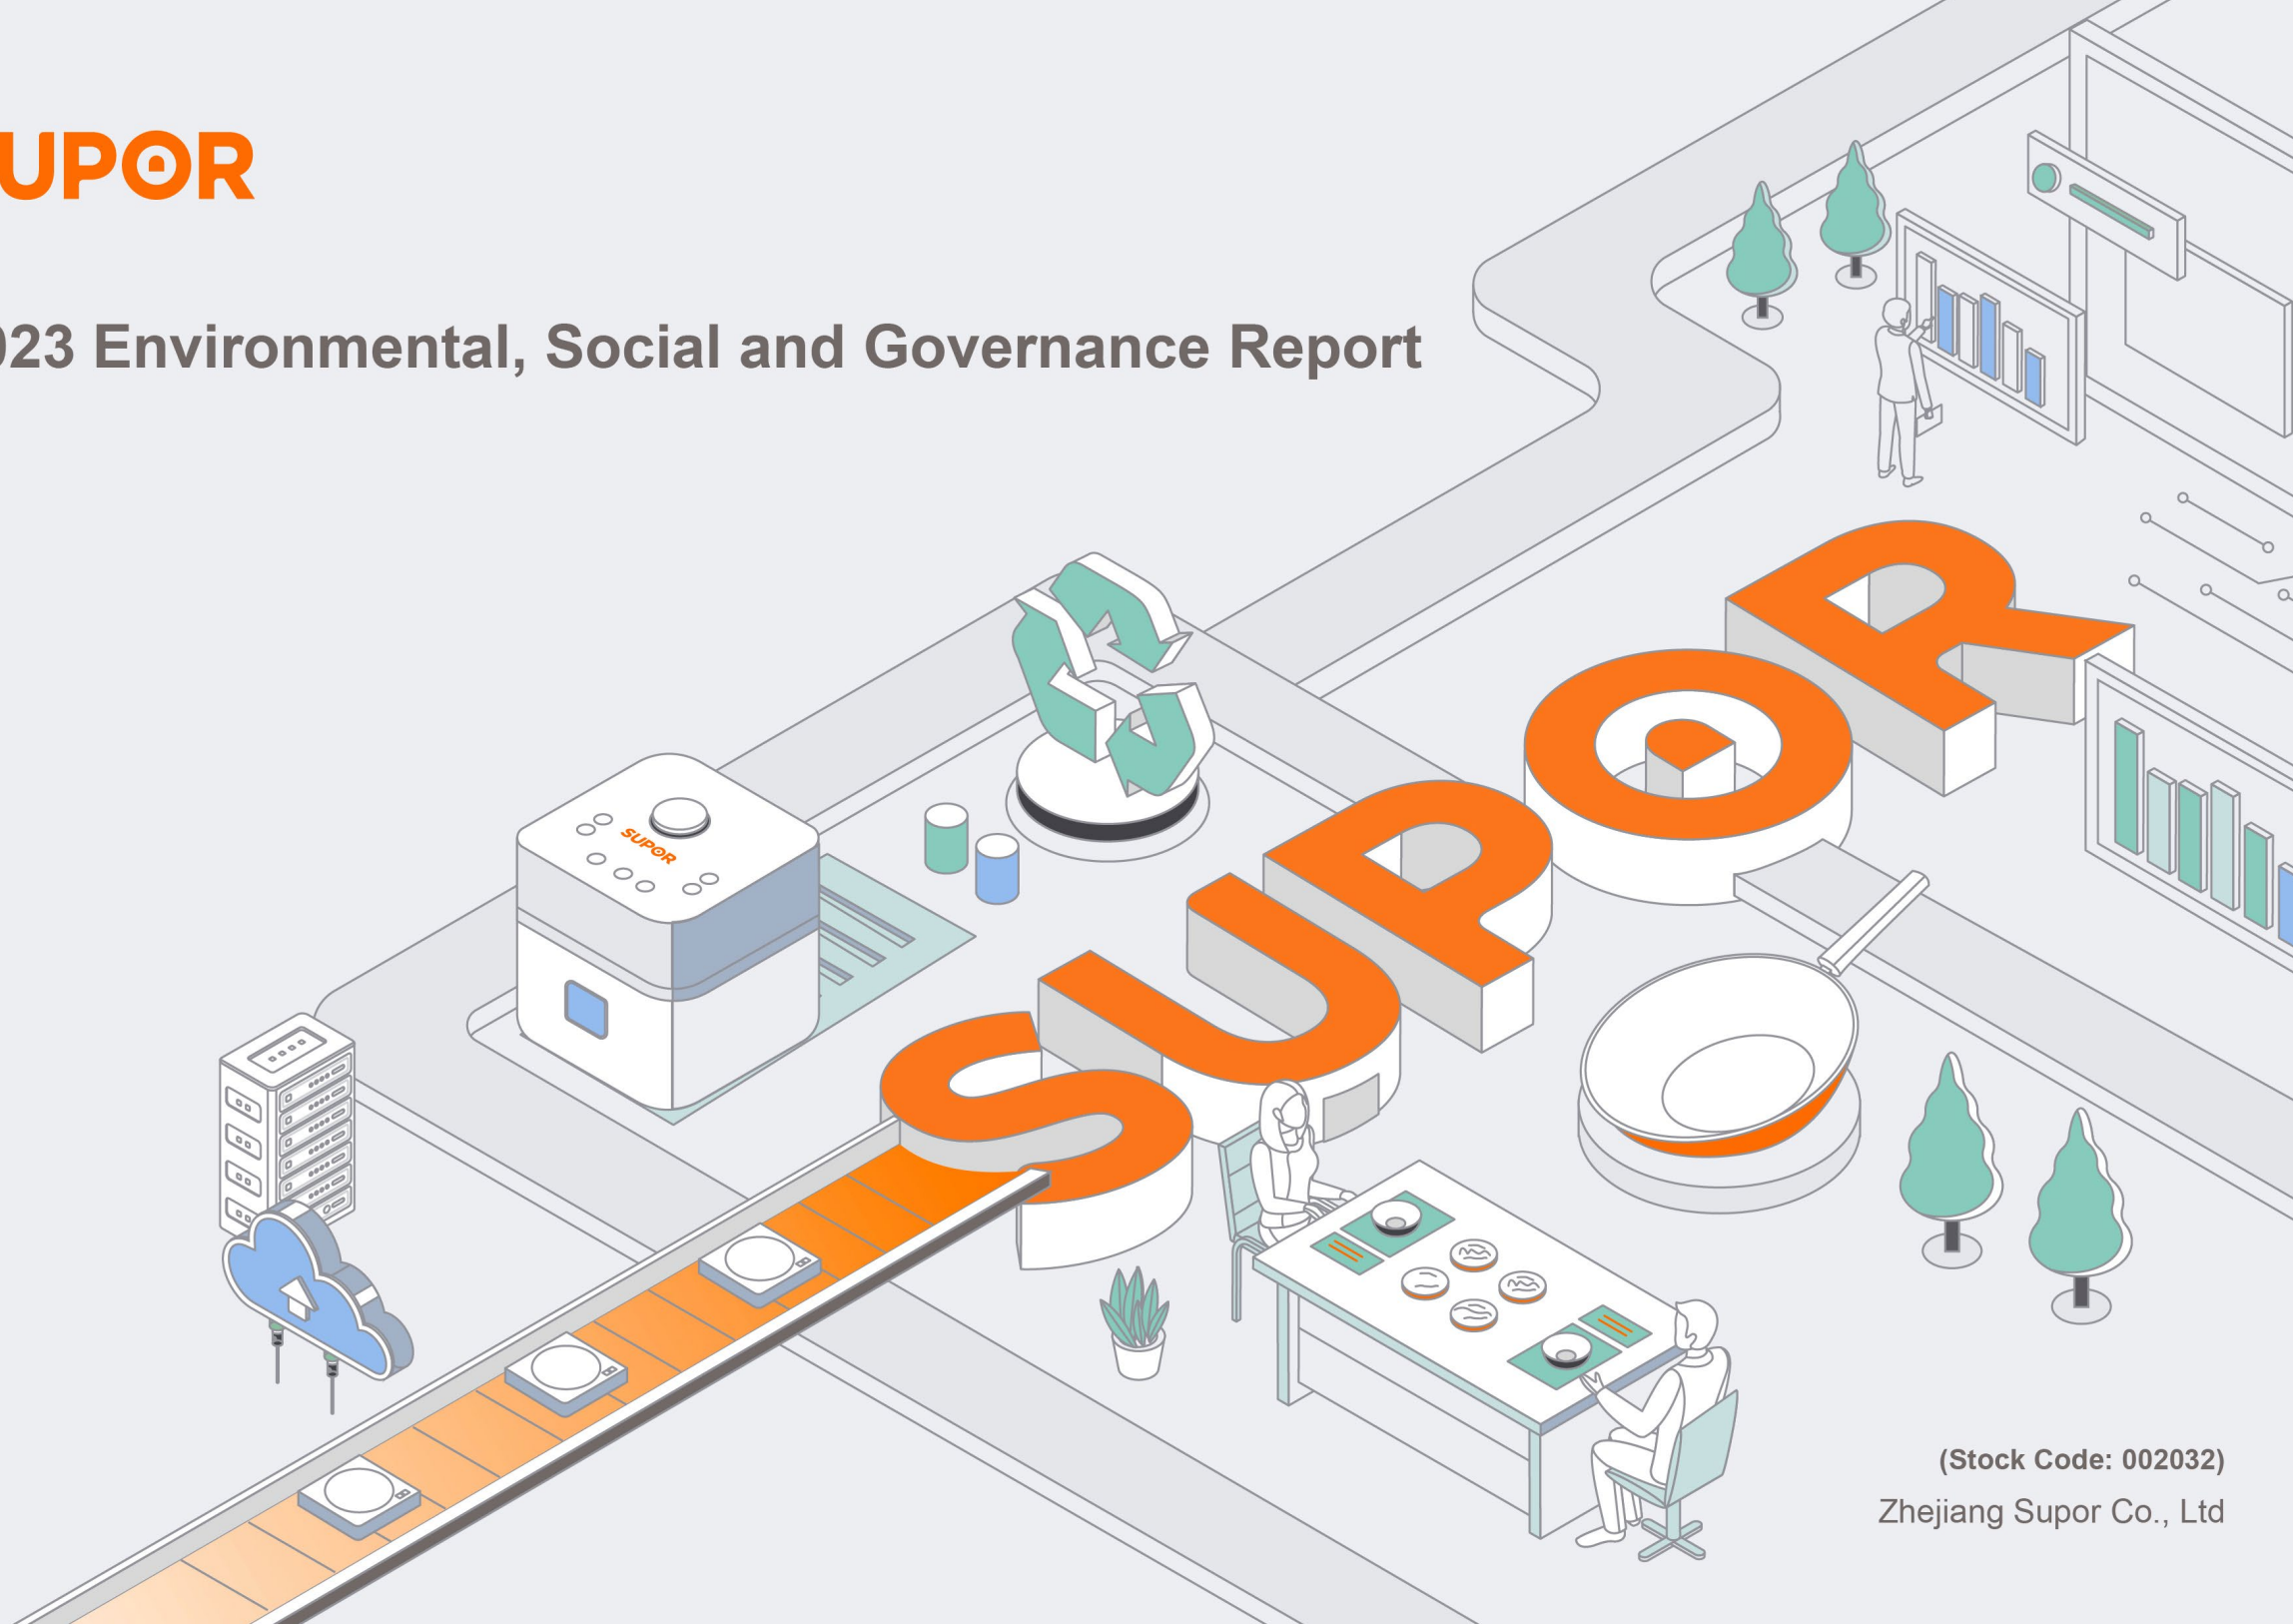 UPOR
023 Environmental, Social and Governance Report
SUPOR
SUPOR
(Stock Code: 002032)
Zhejiang Supor Co., Ltd